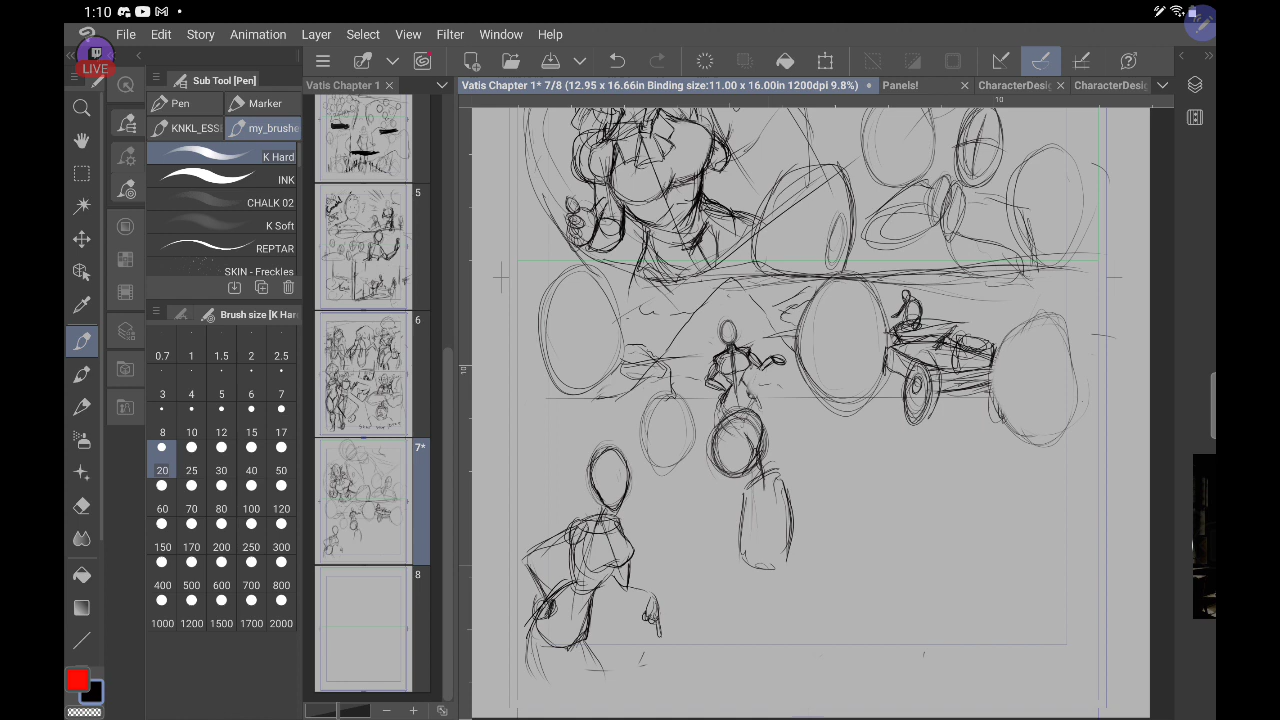 1:10
File Edit Story Animation Layer Select View Filter Window Help
LIVE
Sub Tool [Pen]
Vatis Chapter 1
Vatis Chapter 1* 7/8 (12.95 x 16.66in Binding size:11.00 x 16.00in 1200dpi 9.8%)
Panels!
CharacterDesig
CharacterDesig
Pen
Marker
KNKL_ESS
my_brushe
K Hard
INK
CHALK 02
K Soft
REPTAR
SKIN - Freckles
Brush size [K Har
0.7 1 1.5 2 2.5
3 4 5 6 7
8 10 12 15 17
20 25 30 40 50
60 70 80 100 120
150 170 200 250 300
400 500 600 700 800
1000 1200 1500 1700 2000
5
6
7*
8
10